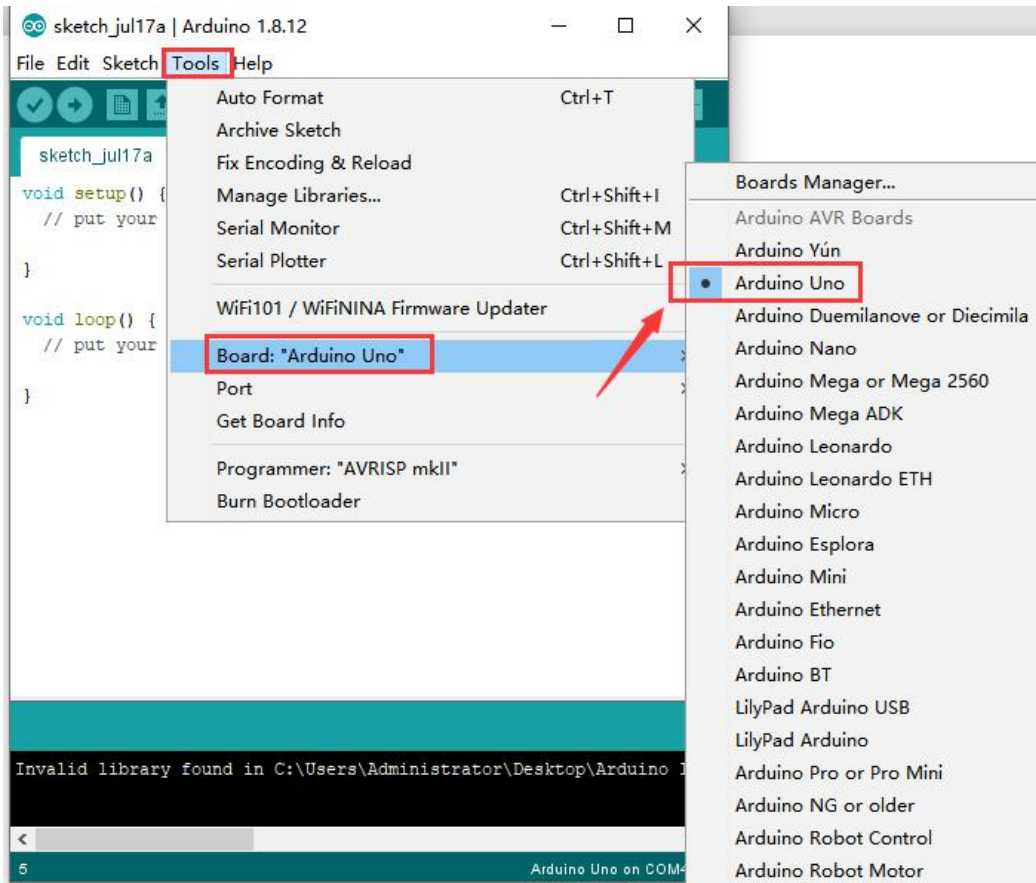 sketch_jul17a | Arduino 1.8.12
File Edit Sketch Tools Help
sketch_jul17a
void setup() {
// put your
}
void loop() {
// put your
}
Auto Format Ctrl+T
Archive Sketch
Fix Encoding & Reload
Manage Libraries... Ctrl+Shift+I
Serial Monitor Ctrl+Shift+M
Serial Plotter Ctrl+Shift+L
WiFi101 / WiFiNINA Firmware Updater
Board: "Arduino Uno"
Port
Get Board Info
Programmer: "AVRISP mkII"
Burn Bootloader
Boards Manager...
Arduino AVR Boards
Arduino Yún
Arduino Uno
Arduino Duemilanove or Diecimila
Arduino Nano
Arduino Mega or Mega 2560
Arduino Mega ADK
Arduino Leonardo
Arduino Leonardo ETH
Arduino Micro
Arduino Esplora
Arduino Mini
Arduino Ethernet
Arduino Fio
Arduino BT
LilyPad Arduino USB
LilyPad Arduino
Arduino Pro or Pro Mini
Arduino NG or older
Arduino Robot Control
Arduino Robot Motor
Invalid library found in C:\Users\Administrator\Desktop\Arduino
5 Arduino Uno on COM4